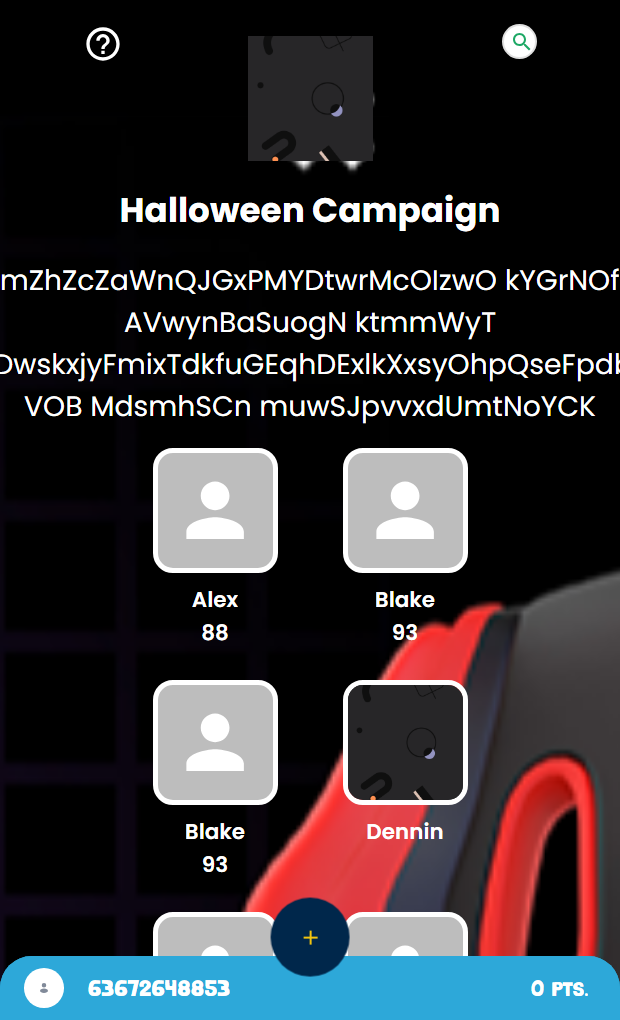 Halloween Campaign
mZhZcZaWnQJGxPMYDtwrMcOIzwO kYGrNOf
AVwynBaSuogN ktmmWyT
DwskxjyFmixTdkfuGEqhDExlkXxsyOhpQseFpdb
VOB MdsmhSCn muwSJpvvxdUmtNoYCK
Alex
Blake
88
93
Blake
Dennin
93
+
63672648853
0 PTS.